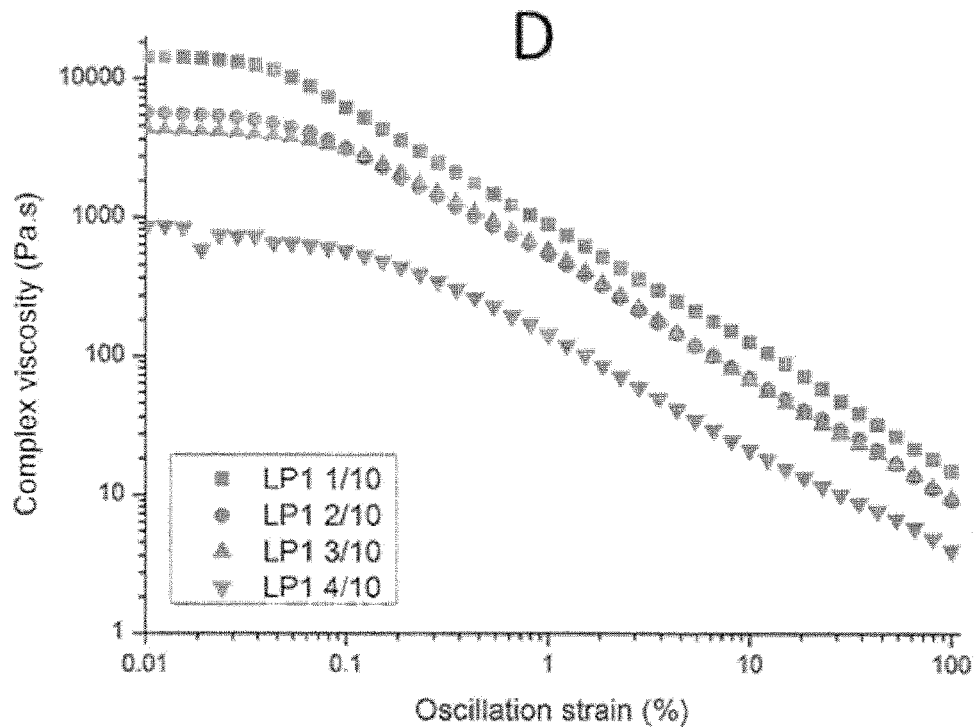 D
10000
1000
100
10
1
0.01
0.1
1
10
100
Complex viscosity (Pa.s)
Oscillation strain (%)
LP1 1/10
LP1 2/10
LP1 3/10
LP1 4/10